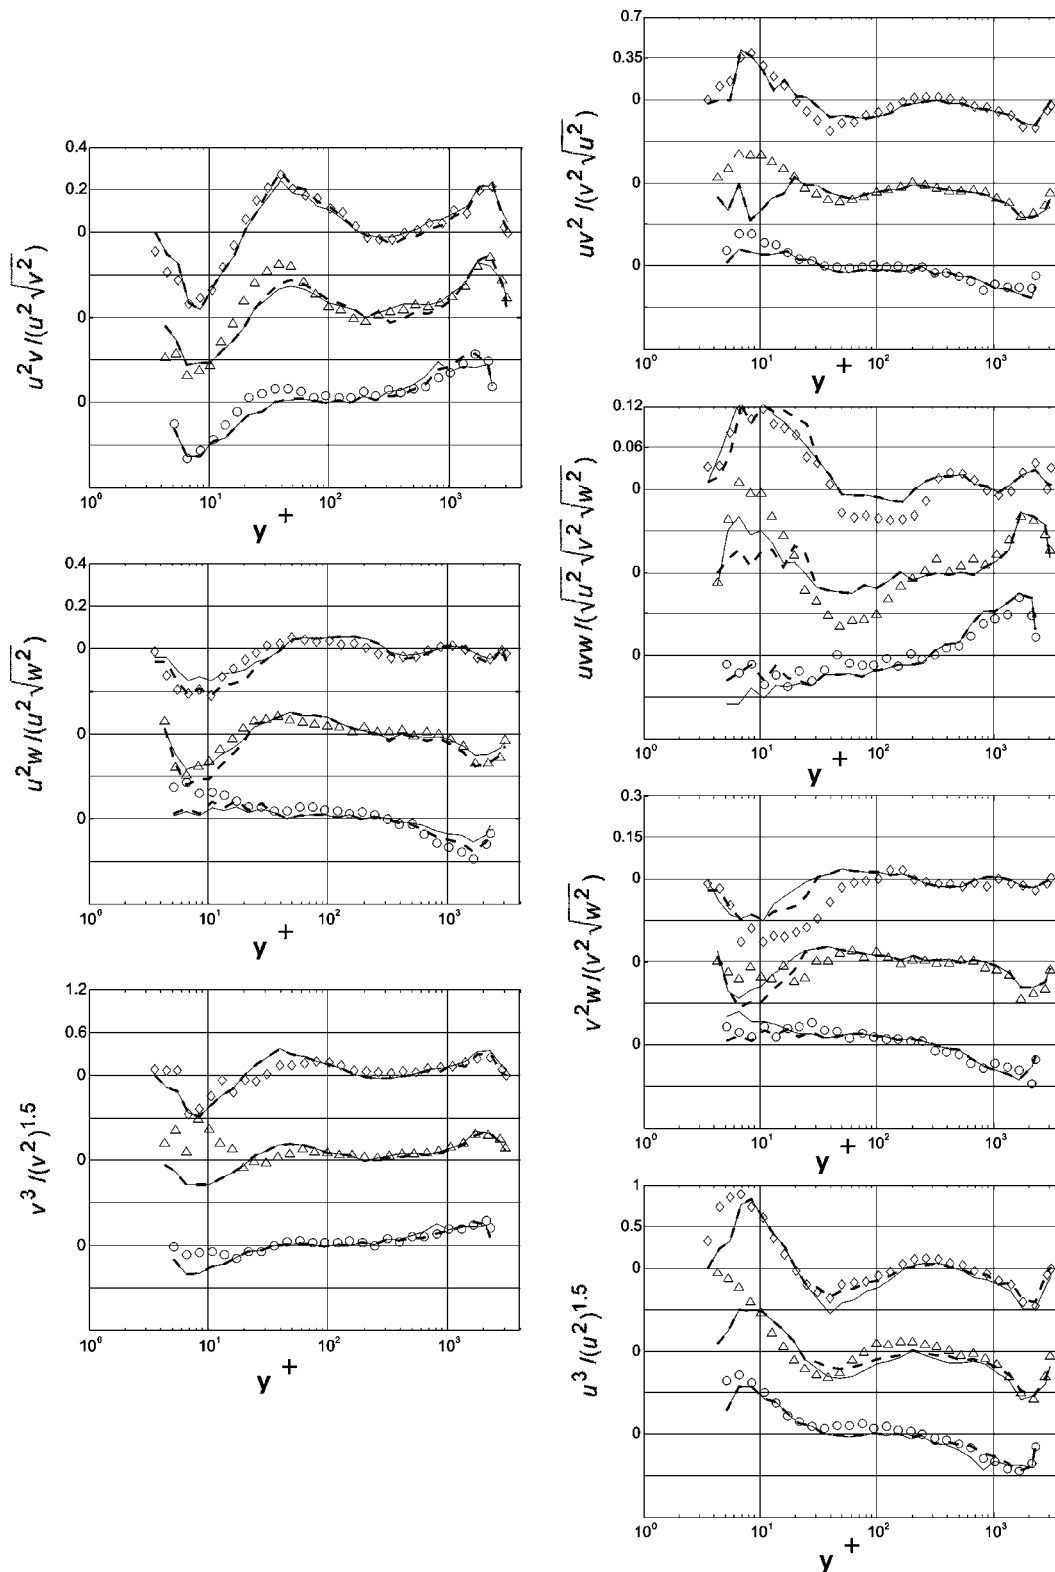 0.4
0.2
0
0
0
u²v/(u²√v²)
10⁰ 10¹ 10² 10³
y⁺
0.4
0.2
0
0
0
u²w/(u²√w²)
10⁰ 10¹ 10² 10³
y⁺
1.2
0.6
0
0
0
v³/(v²)^1.5
10⁰ 10¹ 10² 10³
y⁺
0.7
0.35
0
0
0
uv²/(v²√u²)
10⁰ 10¹ 10² 10³
y⁺
0.12
0.06
0
0
0
uvw/(√u²√v²√w²)
10⁰ 10¹ 10² 10³
y⁺
0.3
0.15
0
0
0
v²w/(v²√w²)
10⁰ 10¹ 10² 10³
y⁺
1
0.5
0
0
0
u³/(u²)^1.5
10⁰ 10¹ 10² 10³
y⁺